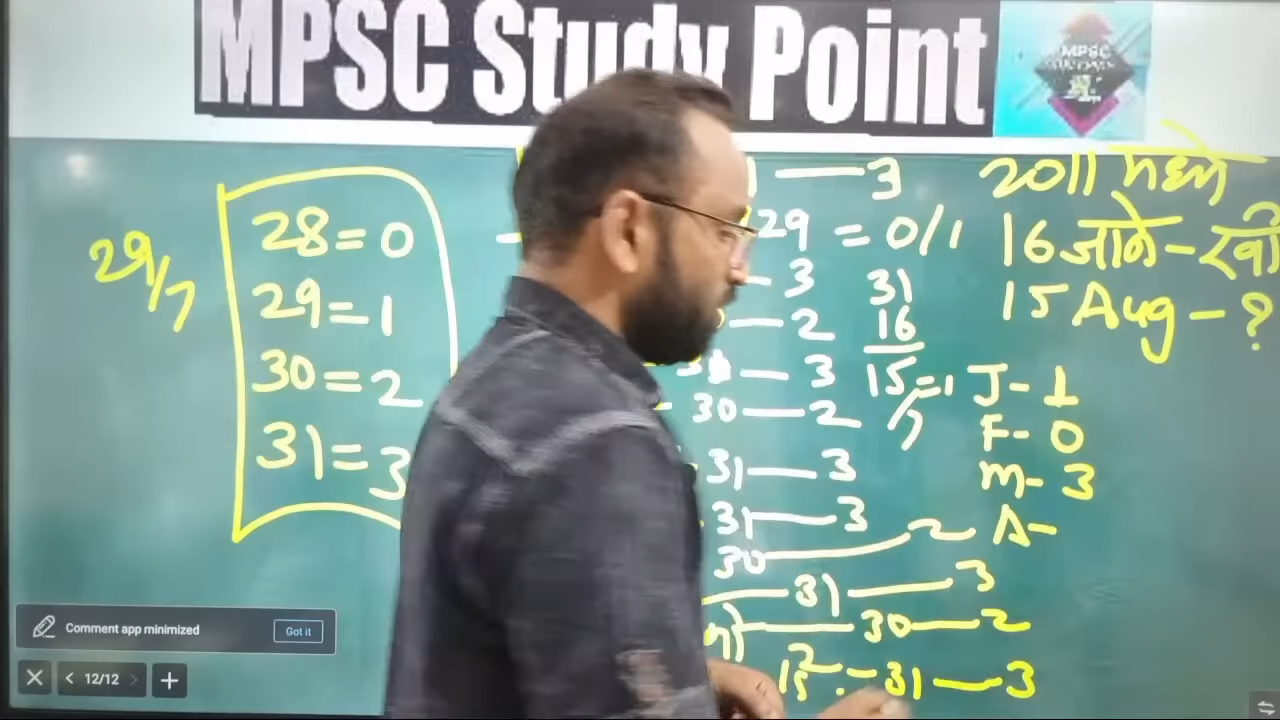 MPSC Study Point
MPSC
29/7
28=0
29=1
30=2
31=3
1 — 3
29 = 0/1
— 3
— 2
31 — 3
30 — 2
31 — 3
31 — 3
30 — 2
— 31 — 3
— 30 — 2
31 — 3
31
16
15=1
/7
2011 मध्ये
16 जाने - रवी
15 Aug - ?
J - 1
F - 0
M - 3
A -
Comment app minimized
Got it
12/12